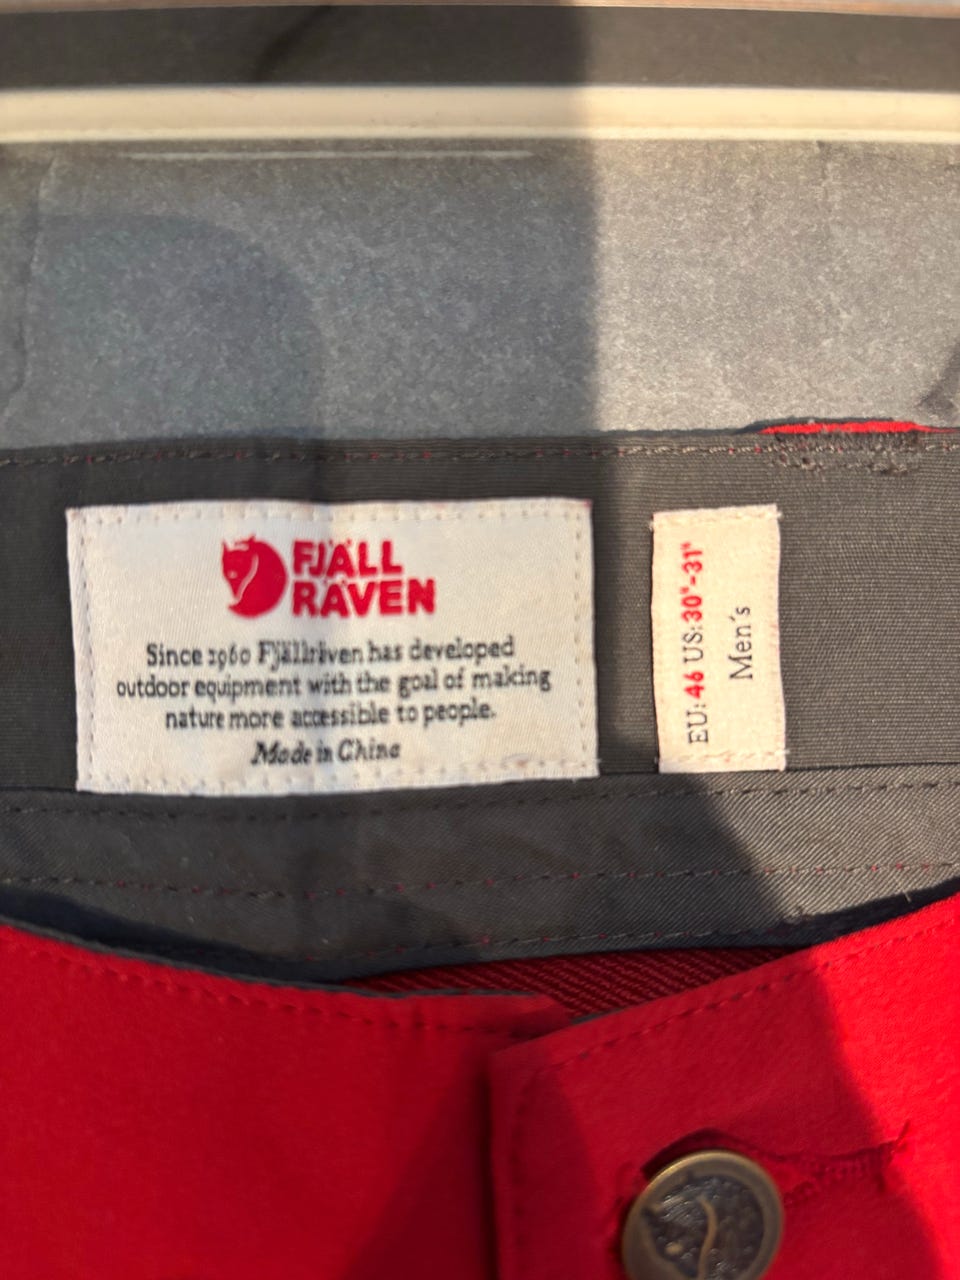 FJÄLL
RÄVEN
Since 1960 Fjällräven has developed
outdoor equipment with the goal of making
nature more accessible to people.
Made in China
EU: 46 US: 30"-31"
Men's